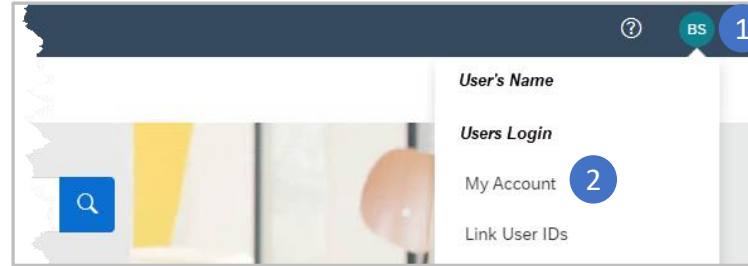 BS 1
User's Name
Users Login
My Account 2
Link User IDs